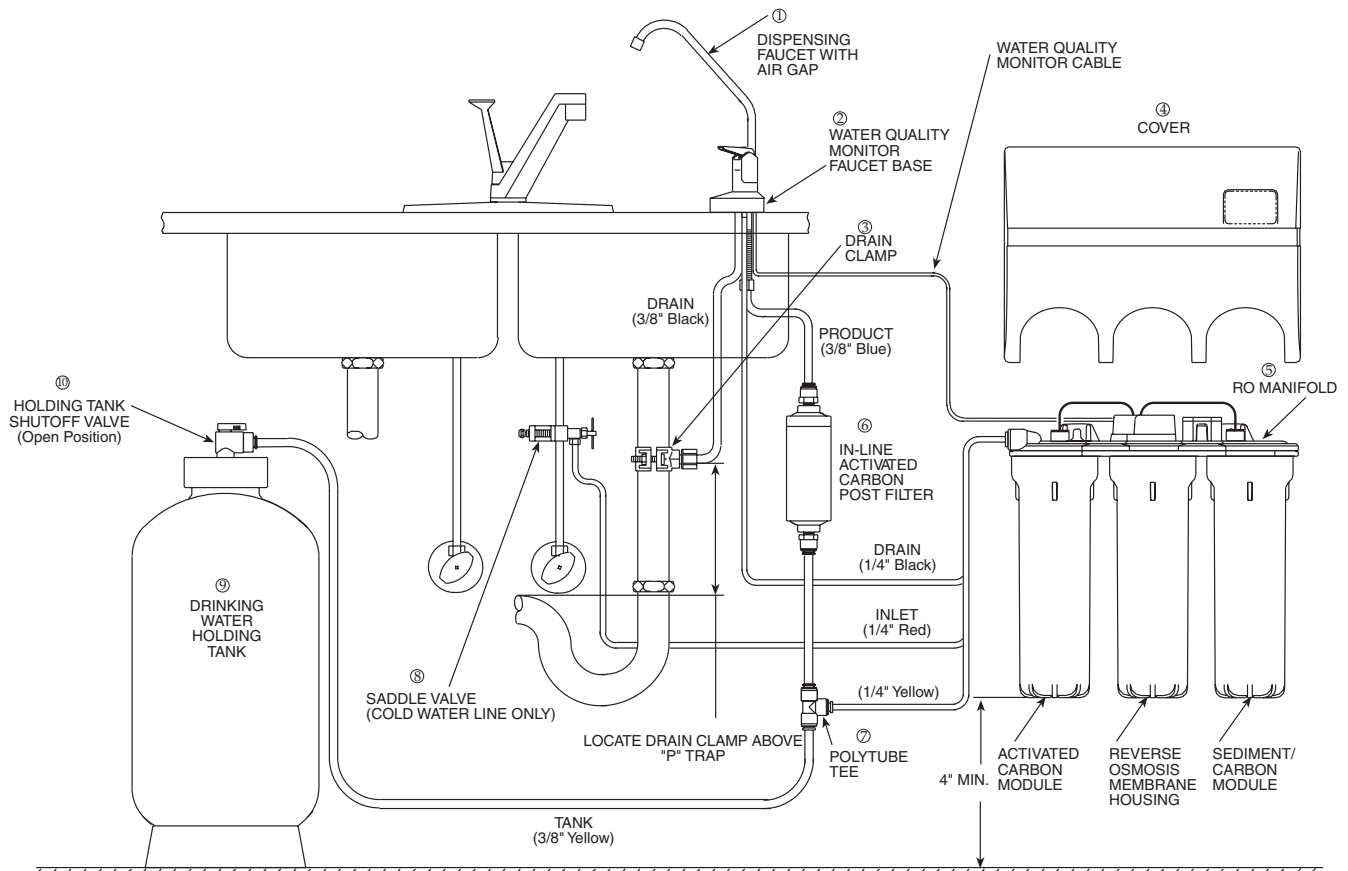 ①
DISPENSING
FAUCET WITH
AIR GAP
WATER QUALITY
MONITOR CABLE
②
WATER QUALITY
MONITOR
FAUCET BASE
④
COVER
③
DRAIN
CLAMP
DRAIN
(3/8" Black)
PRODUCT
(3/8" Blue)
⑤
RO MANIFOLD
⑩
HOLDING TANK
SHUTOFF VALVE
(Open Position)
⑥
IN-LINE
ACTIVATED
CARBON
POST FILTER
DRAIN
(1/4" Black)
⑨
DRINKING
WATER
HOLDING
TANK
INLET
(1/4" Red)
⑧
SADDLE VALVE
(COLD WATER LINE ONLY)
(1/4" Yellow)
LOCATE DRAIN CLAMP ABOVE
"P" TRAP
⑦
POLYTUBE
TEE
4" MIN.
ACTIVATED
CARBON
MODULE
REVERSE
OSMOSIS
MEMBRANE
HOUSING
SEDIMENT/
CARBON
MODULE
TANK
(3/8" Yellow)